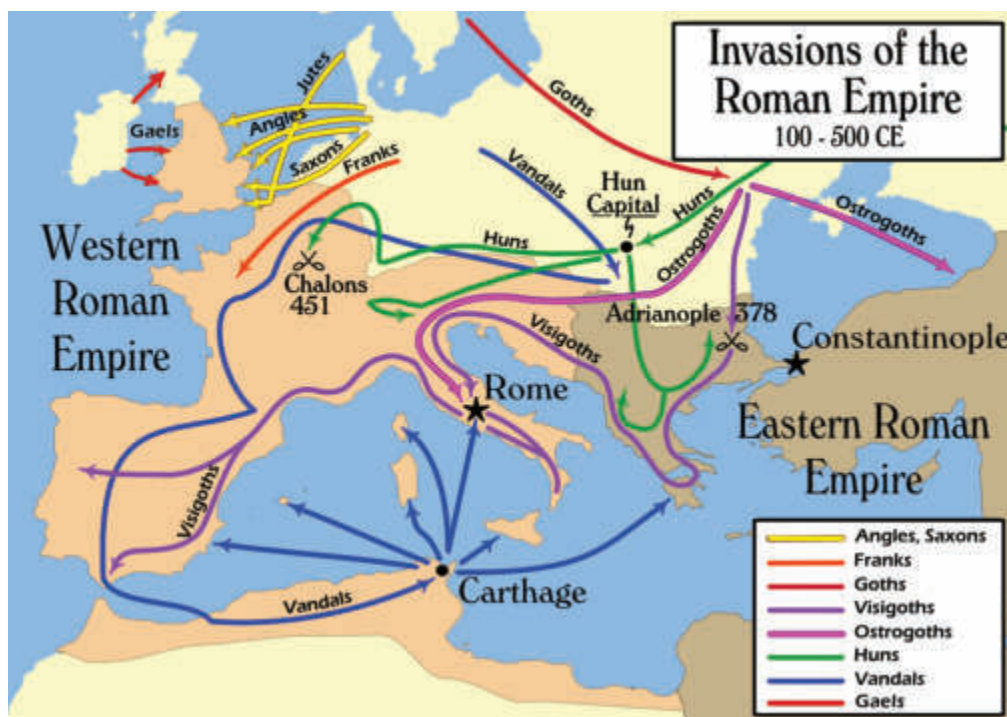 Invasions of the
Roman Empire
100 - 500 CE
Jutes
Angles
Saxons
Franks
Gaels
Goths
Vandals
Hun
Capital
Huns
Ostrogoths
Ostrogoths
Huns
Western
Roman
Empire
Chalons
451
Adrianople 378
Visigoths
Constantinople
Rome
Eastern Roman
Empire
Visigoths
Vandals
Carthage
Angles, Saxons
Franks
Goths
Visigoths
Ostrogoths
Huns
Vandals
Gaels